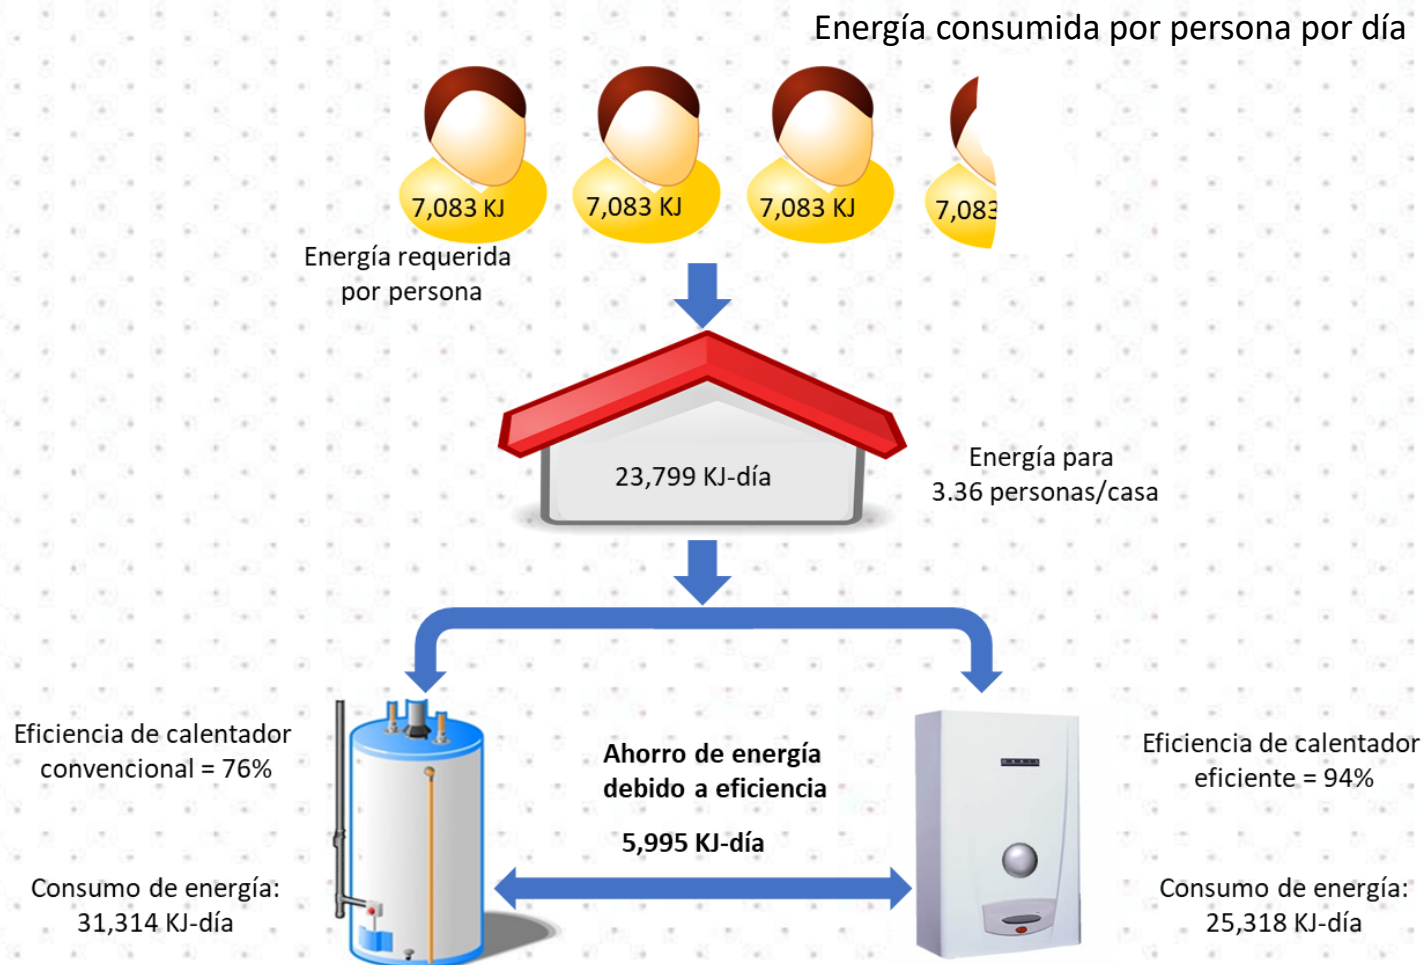 Energía consumida por persona por día
7,083 KJ
7,083 KJ
7,083 KJ
7,083
Energía requerida
por persona
23,799 KJ-día
Energía para
3.36 personas/casa
Eficiencia de calentador
convencional = 76%
Ahorro de energía
debido a eficiencia
5,995 KJ-día
Eficiencia de calentador
eficiente = 94%
Consumo de energía:
31,314 KJ-día
Consumo de energía:
25,318 KJ-día